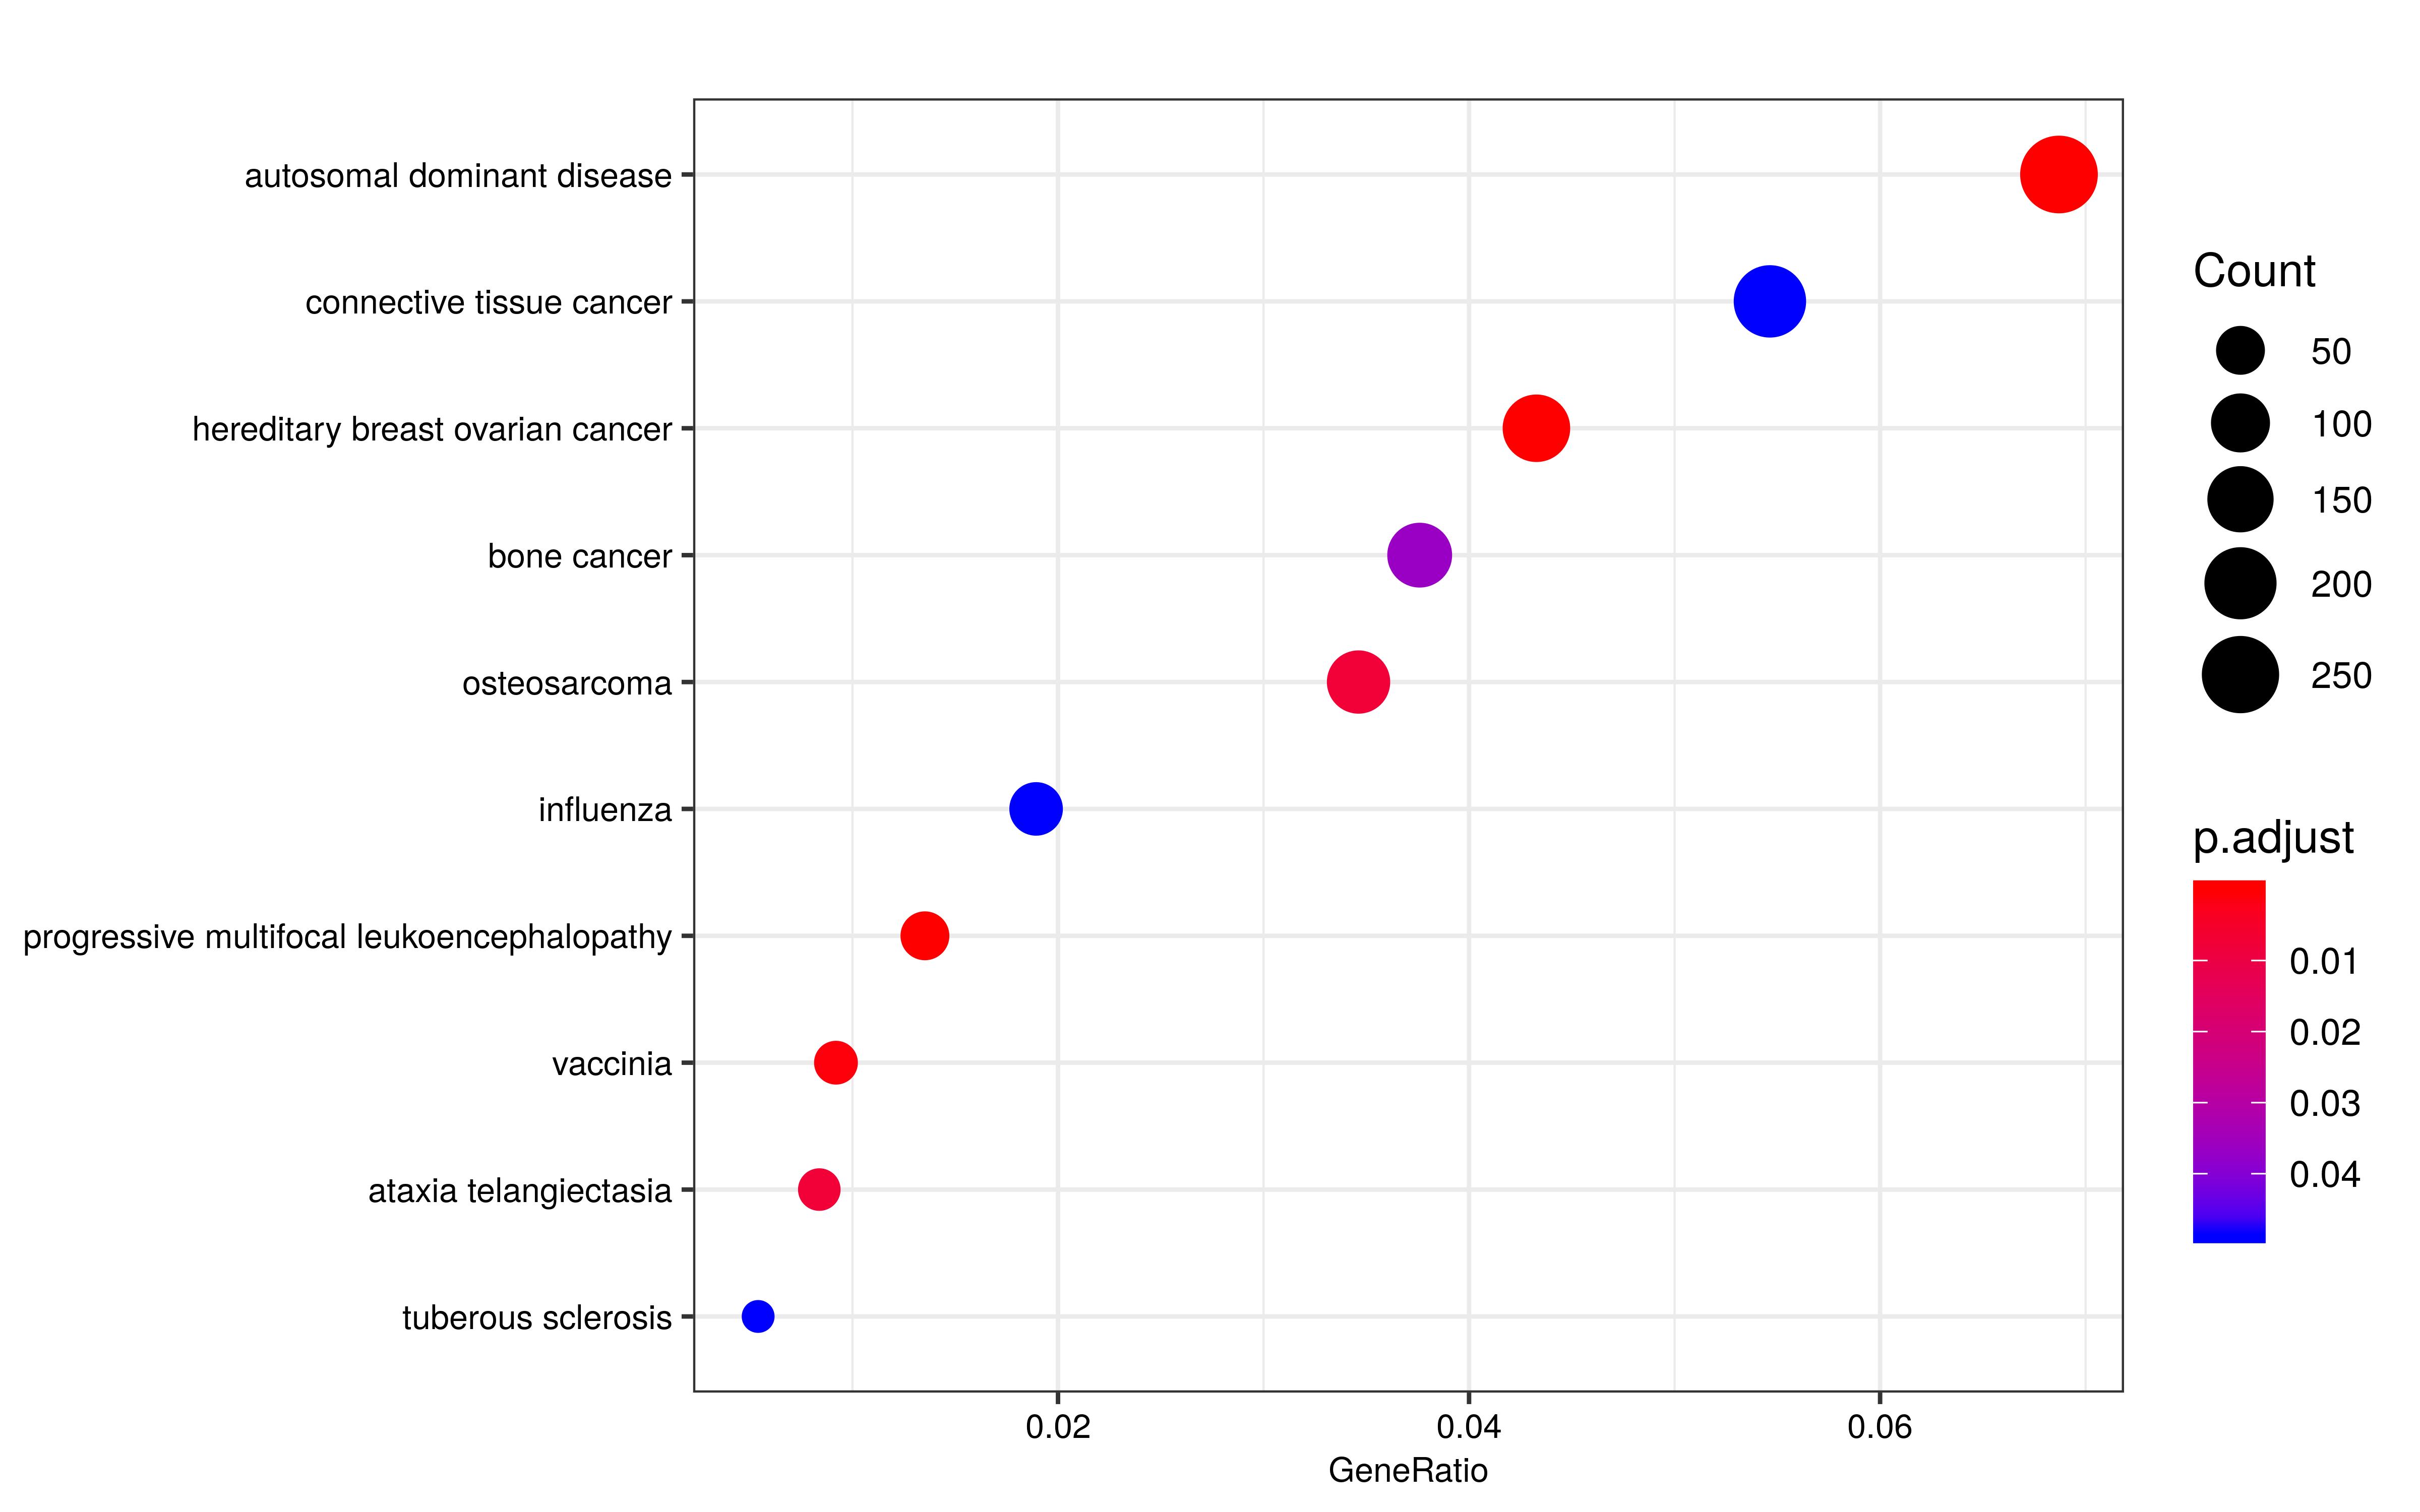 autosomal dominant disease
connective tissue cancer
hereditary breast ovarian cancer
bone cancer
osteosarcoma
influenza
progressive multifocal leukoencephalopathy
vaccinia
ataxia telangiectasia
tuberous sclerosis
0.02 0.04 0.06
GeneRatio
Count
50
100
150
200
250
p.adjust
0.01
0.02
0.03
0.04